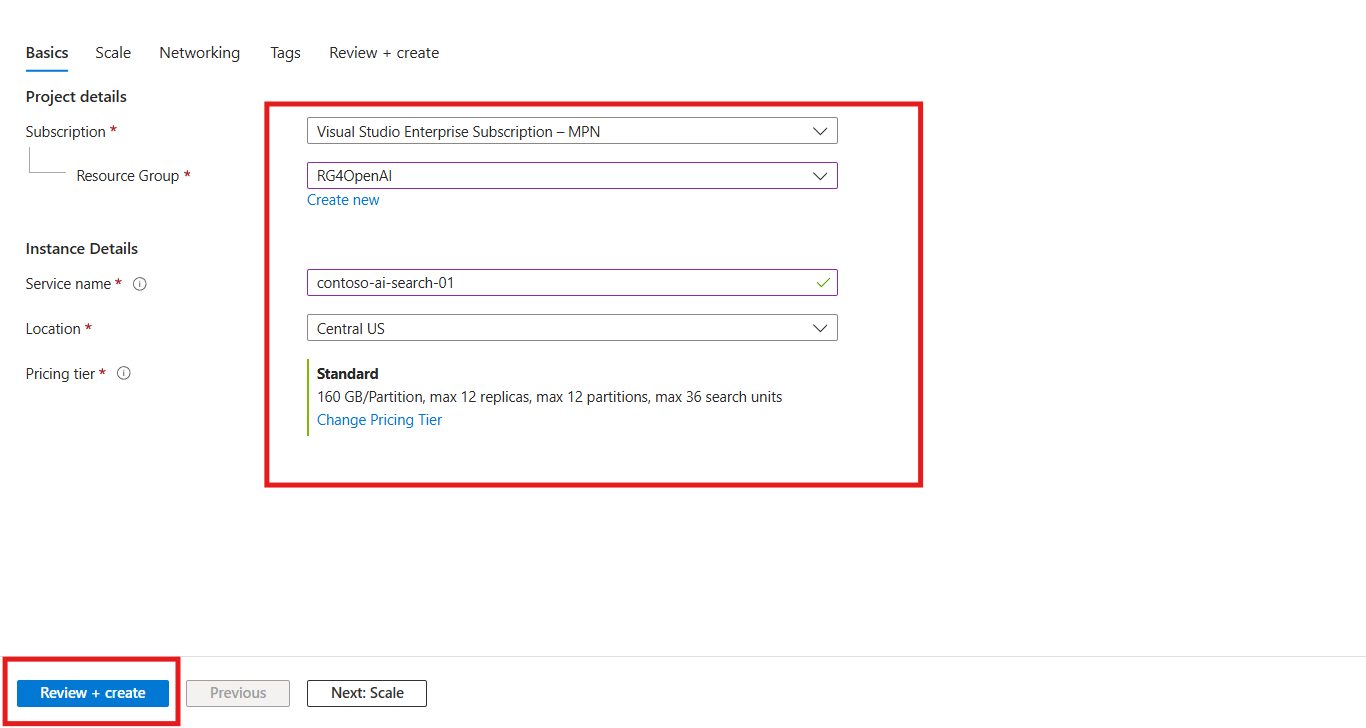 Basics Scale Networking Tags Review + create
Project details
Subscription * Visual Studio Enterprise Subscription – MPN
Resource Group * RG4OpenAI
Create new
Instance Details
Service name * contoso-ai-search-01
Location * Central US
Pricing tier * Standard
160 GB/Partition, max 12 replicas, max 12 partitions, max 36 search units
Change Pricing Tier
Review + create Previous Next: Scale